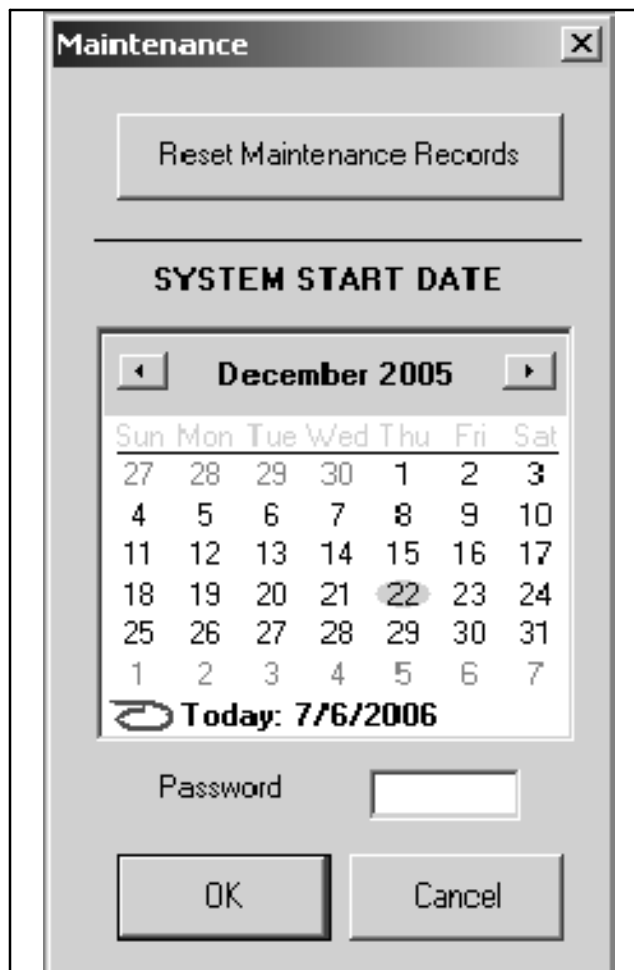 Maintenance
Reset Maintenance Records
SYSTEM START DATE
December 2005
Sun Mon Tue Wed Thu Fri Sat
27 28 29 30 1 2 3
4 5 6 7 8 9 10
11 12 13 14 15 16 17
18 19 20 21 22 23 24
25 26 27 28 29 30 31
1 2 3 4 5 6 7
Today: 7/6/2006
Password
OK Cancel